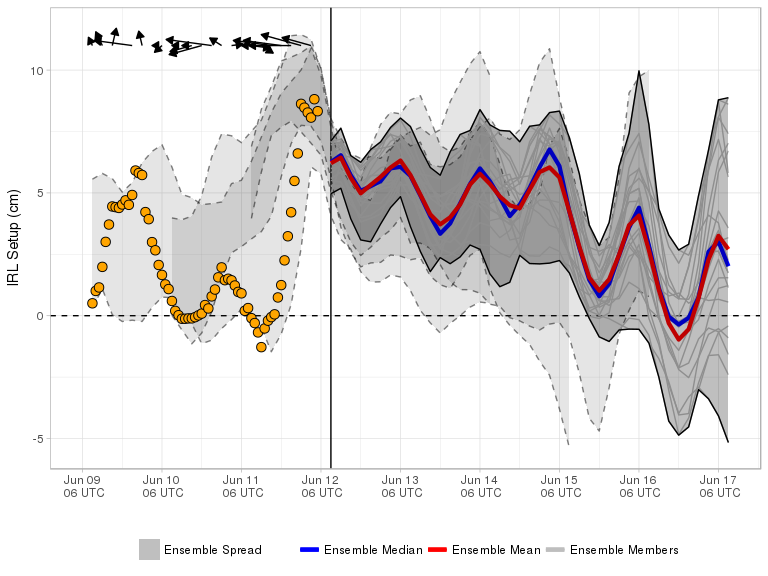 10
5
0
-5
IRL Setup (cm)
Jun 09 Jun 10 Jun 11 Jun 12 Jun 13 Jun 14 Jun 15 Jun 16 Jun 17
06 UTC 06 UTC 06 UTC 06 UTC 06 UTC 06 UTC 06 UTC 06 UTC 06 UTC
Ensemble Spread Ensemble Median Ensemble Mean Ensemble Members